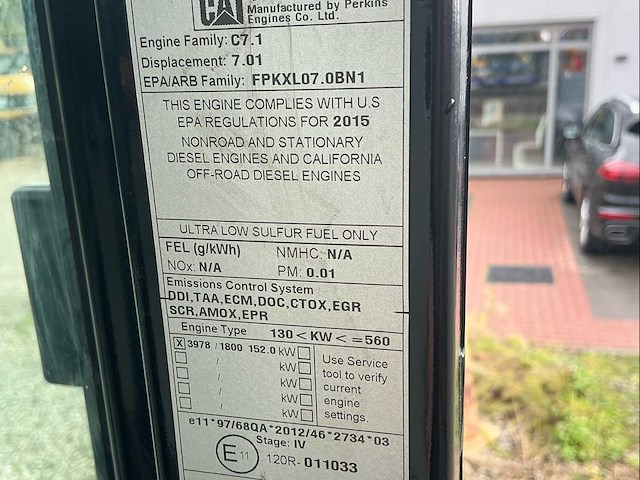 CAT
Manufactured by Perkins
Engines Co. Ltd.
Engine Family: C7.1
Displacement: 7.01
EPA/ARB Family: FPKXL07.0BN1
THIS ENGINE COMPLIES WITH U.S
EPA REGULATIONS FOR 2015
NONROAD AND STATIONARY
DIESEL ENGINES AND CALIFORNIA
OFF-ROAD DIESEL ENGINES
ULTRA LOW SULFUR FUEL ONLY
FEL (g/kWh) NMHC: N/A
NOx: N/A PM: 0.01
Emissions Control System
DDI,TAA,ECM,DOC,CTOX,EGR
SCR,AMOX,EPR
Engine Type 130 < KW < =560
X 3978 / 1800 152.0 kW
kW
kW
kW
kW
Use Service
tool to verify
current
engine
settings.
e11*97/68QA*2012/46*2734*03
Stage: IV
E11 120R-011033